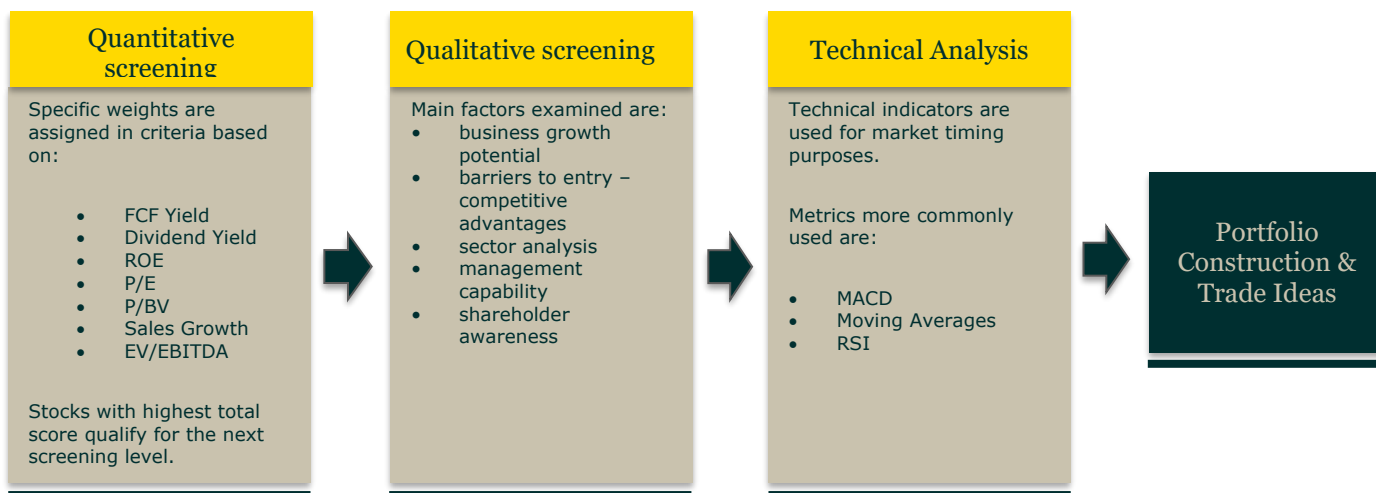 Quantitative
screening
Specific weights are
assigned in criteria based
on:
• FCF Yield
• Dividend Yield
• ROE
• P/E
• P/BV
• Sales Growth
• EV/EBITDA
Stocks with highest total
score qualify for the next
screening level.
Qualitative screening
Main factors examined are:
• business growth
potential
• barriers to entry –
competitive
advantages
• sector analysis
• management
capability
• shareholder
awareness
Technical Analysis
Technical indicators are
used for market timing
purposes.
Metrics more commonly
used are:
• MACD
• Moving Averages
• RSI
Portfolio
Construction &
Trade Ideas